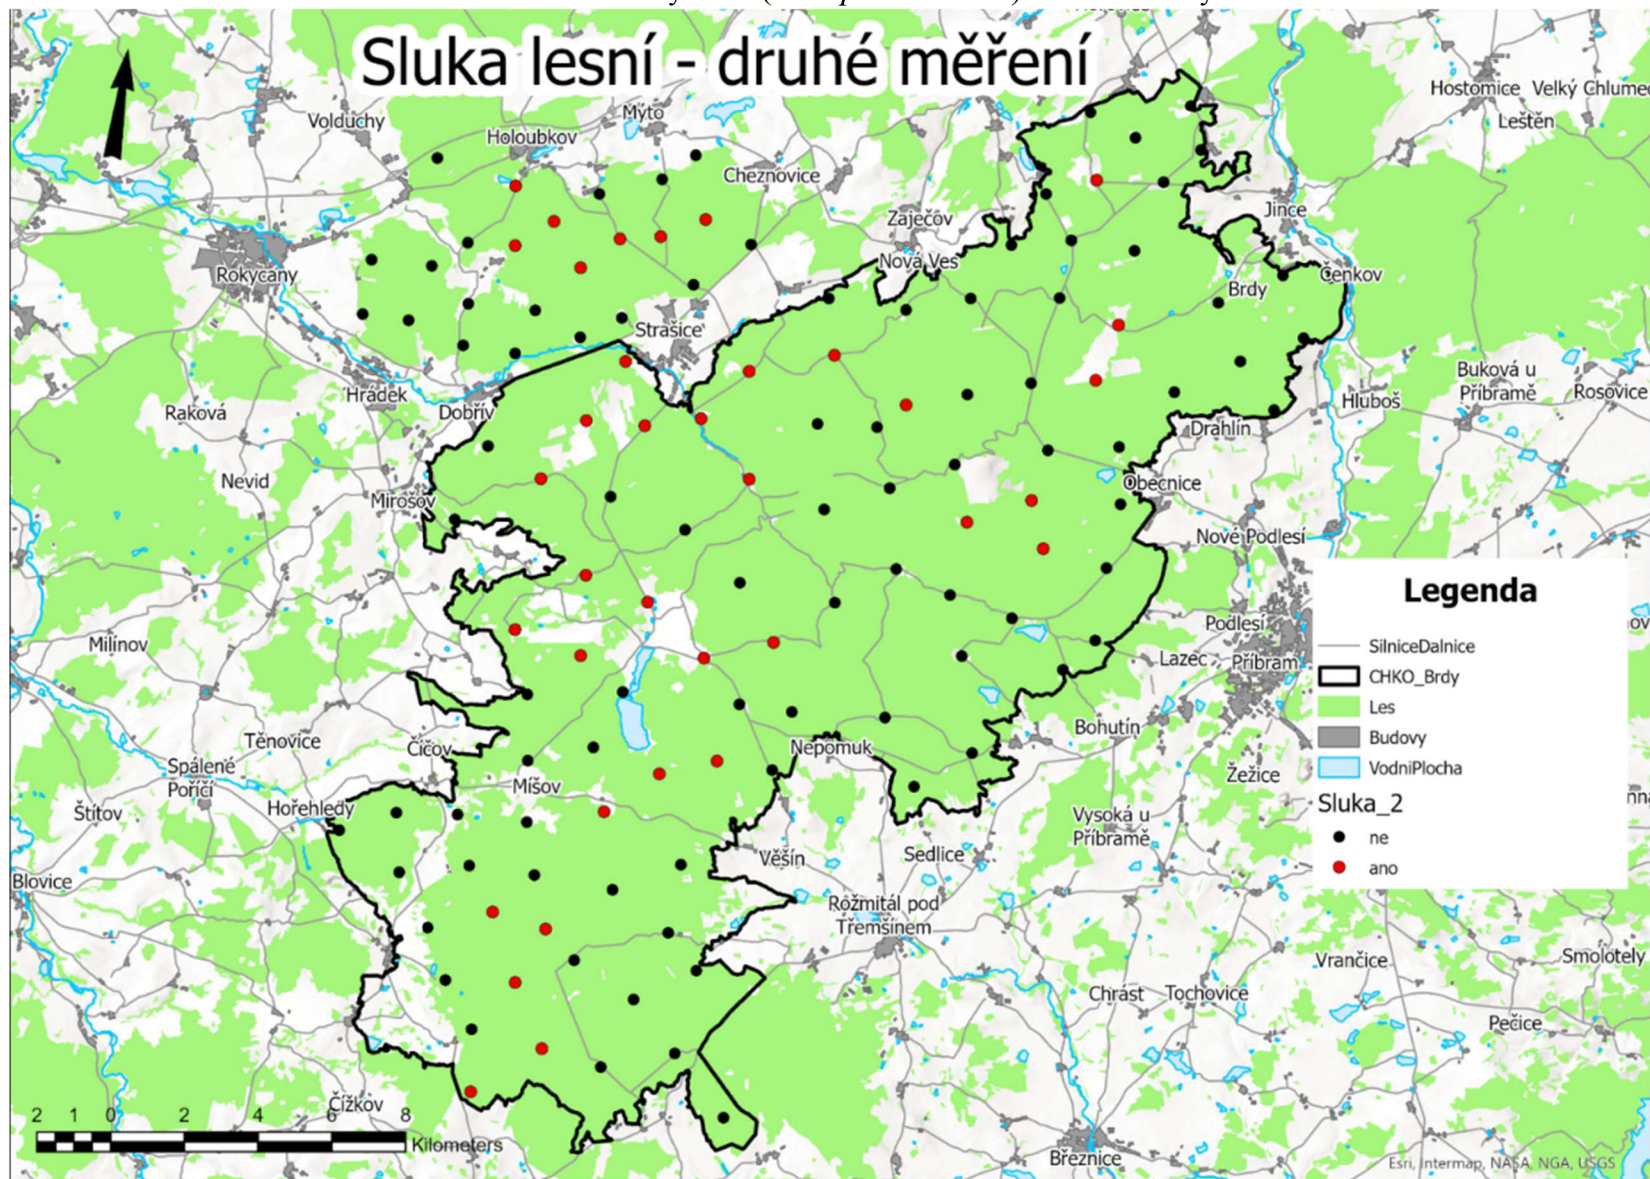 Sluka lesní - druhé měření
Hostomice
Velký Chlumec
Leštěn
Volduchy
Holoubkov
Mýto
Cheznovice
Zaječov
Nová Ves
Jince
Čenkov
Brdy
Rokycany
Strašice
Hrádek
Dobřív
Raková
Buková u
Příbramě
Rosovice
Hluboš
Drahlín
Nevid
Mirošov
Obecnice
Nové Podlesí
Milínov
Podlesí
Lazec
Příbram
Bohutín
Těnovice
Číčov
Nepomuk
Spálené
Poříčí
Míšov
Žežice
Štítov
Hořehledy
Vysoká u
Příbramě
Věšín
Sedlice
Blovice
Rožmitál pod
Třemšínem
Vrančice
Smolotely
Chrást
Tochovice
Pečice
Čížkov
Březnice
Legenda
SilniceDalnice
CHKO_Brdy
Les
Budovy
VodniPlocha
Sluka_2
ne
ano
2 1 0 2 4 6 8
Kilometers
Esri, Intermap, NASA, NGA, USGS